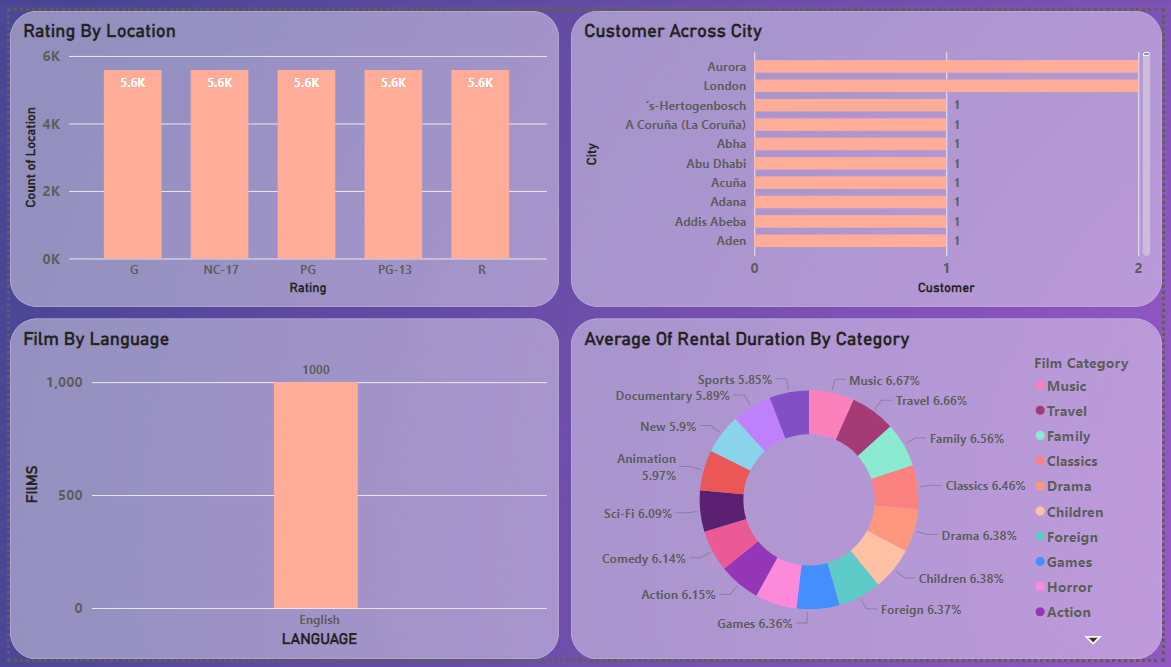 Rating By Location
6K
4K
2K
0K
Count of Location
5.6K 5.6K 5.6K 5.6K 5.6K
G NC-17 PG PG-13 R
Rating
Customer Across City
City
Aurora
London
´s-Hertogenbosch 1
A Coruña (La Coruña) 1
Abha 1
Abu Dhabi 1
Acuña 1
Adana 1
Addis Abeba 1
Aden 1
0 1 2
Customer
Film By Language
1000
1,000
500
0
FIlMS
English
LANGUAGE
Average Of Rental Duration By Category
Sports 5.85%
Documentary 5.89%
New 5.9%
Animation
5.97%
Sci-Fi 6.09%
Comedy 6.14%
Action 6.15%
Games 6.36%
Music 6.67%
Travel 6.66%
Family 6.56%
Classics 6.46%
Drama 6.38%
Children 6.38%
Foreign 6.37%
Film Category
Music
Travel
Family
Classics
Drama
Children
Foreign
Games
Horror
Action